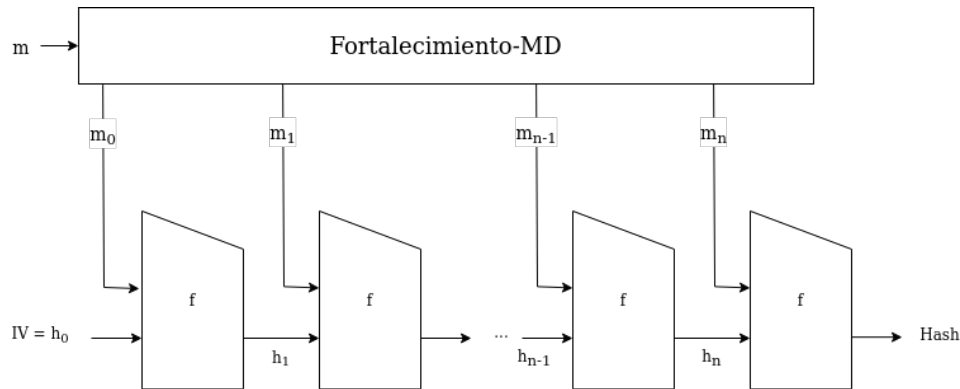 m
Fortalecimiento-MD
m₀
m₁
mₙ₋₁
mₙ
f
f
f
f
IV = h₀
h₁
...
hₙ₋₁
hₙ
Hash